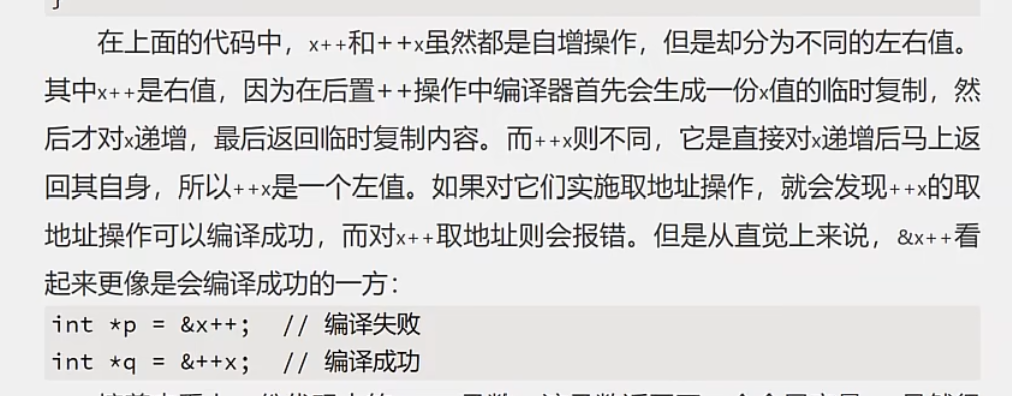 }
在上面的代码中，x++和++x虽然都是自增操作，但是却分为不同的左右值。
其中x++是右值，因为在后置++操作中编译器首先会生成一份x值的临时复制，然
后才对x递增，最后返回临时复制内容。而++x则不同，它是直接对x递增后马上返
回其自身，所以++x是一个左值。如果对它们实施取地址操作，就会发现++x的取
地址操作可以编译成功，而对x++取地址则会报错。但是从直觉上来说，&x++看
起来更像是会编译成功的一方：
int *p = &x++;  // 编译失败
int *q = &++x;  // 编译成功